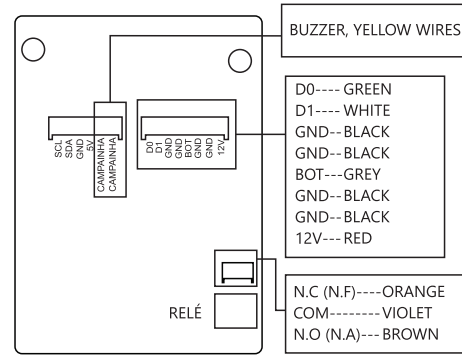 BUZZER, YELLOW WIRES
D0---- GREEN
D1---- WHITE
GND--BLACK
GND--BLACK
BOT---GREY
GND--BLACK
GND--BLACK
12V--- RED
SCL
SDA
GND
5V
CAMPAINHA
CAMPAINHA
D0
D1
GND
GND
BOT
GND
GND
12V
N.C (N.F)----ORANGE
COM-------- VIOLET
N.O (N.A)--- BROWN
RELÉ